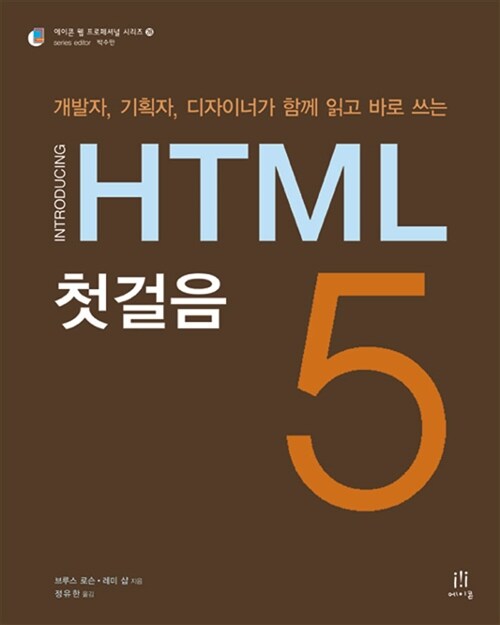 에이콘 웹 프로페셔널 시리즈
series editor 박수만
개발자, 기획자, 디자이너가 함께 읽고 바로 쓰는
INTRODUCING
HTML
첫걸음
5
브루스 로슨 • 레미 샵 지음
정유한 옮김
에이콘